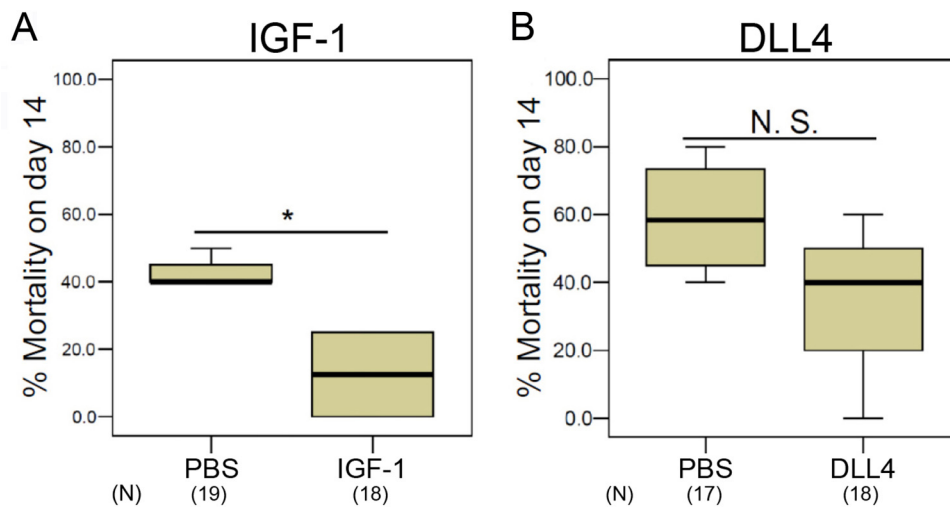 A
IGF-1
% Mortality on day 14
100.0
80.0
60.0
40.0
20.0
0.0
*
PBS
IGF-1
(N)
(19)
(18)
B
DLL4
% Mortality on day 14
100.0
80.0
60.0
40.0
20.0
0.0
N. S.
PBS
DLL4
(N)
(17)
(18)